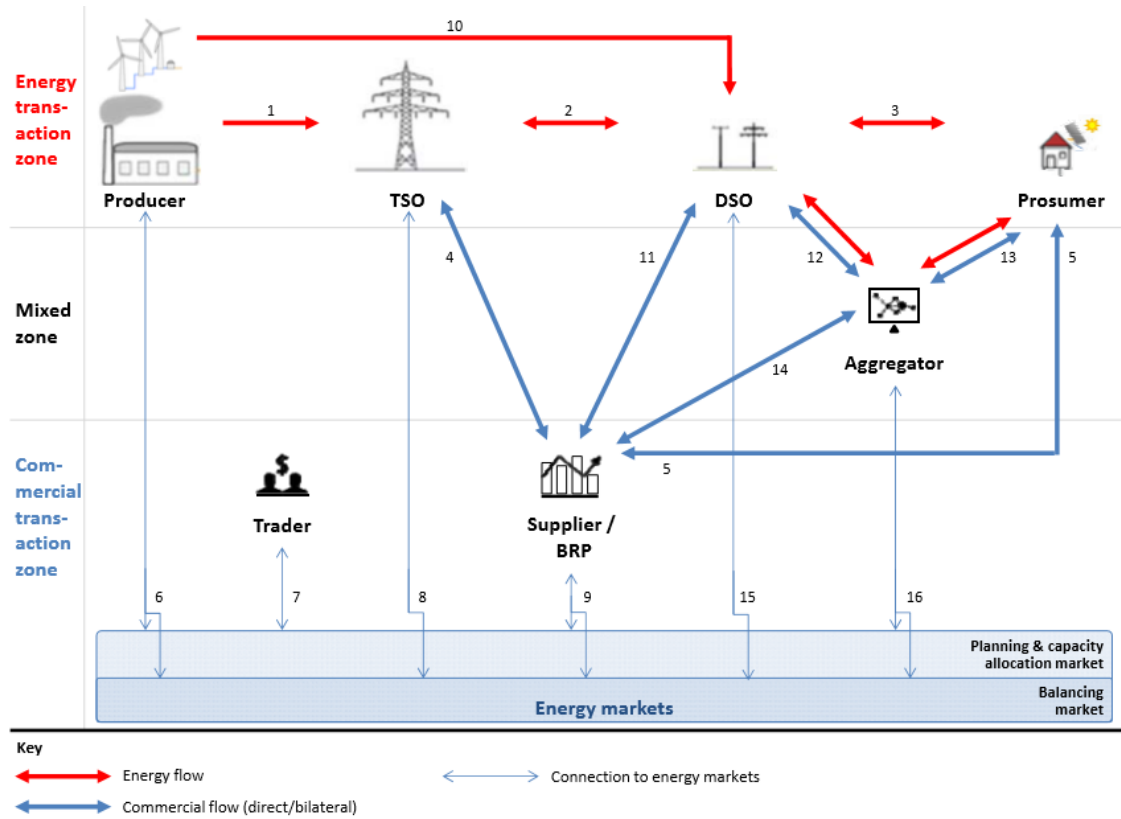 10
Energy
trans-
action
zone
1
2
3
Producer
TSO
DSO
Prosumer
4
11
12
13
5
Mixed
zone
14
Aggregator
Com-
mercial
trans-
action
zone
5
$
Trader
Supplier /
BRP
6
7
8
9
15
16
Planning & capacity
allocation market
Energy markets
Balancing
market
Key
Energy flow
Connection to energy markets
Commercial flow (direct/bilateral)